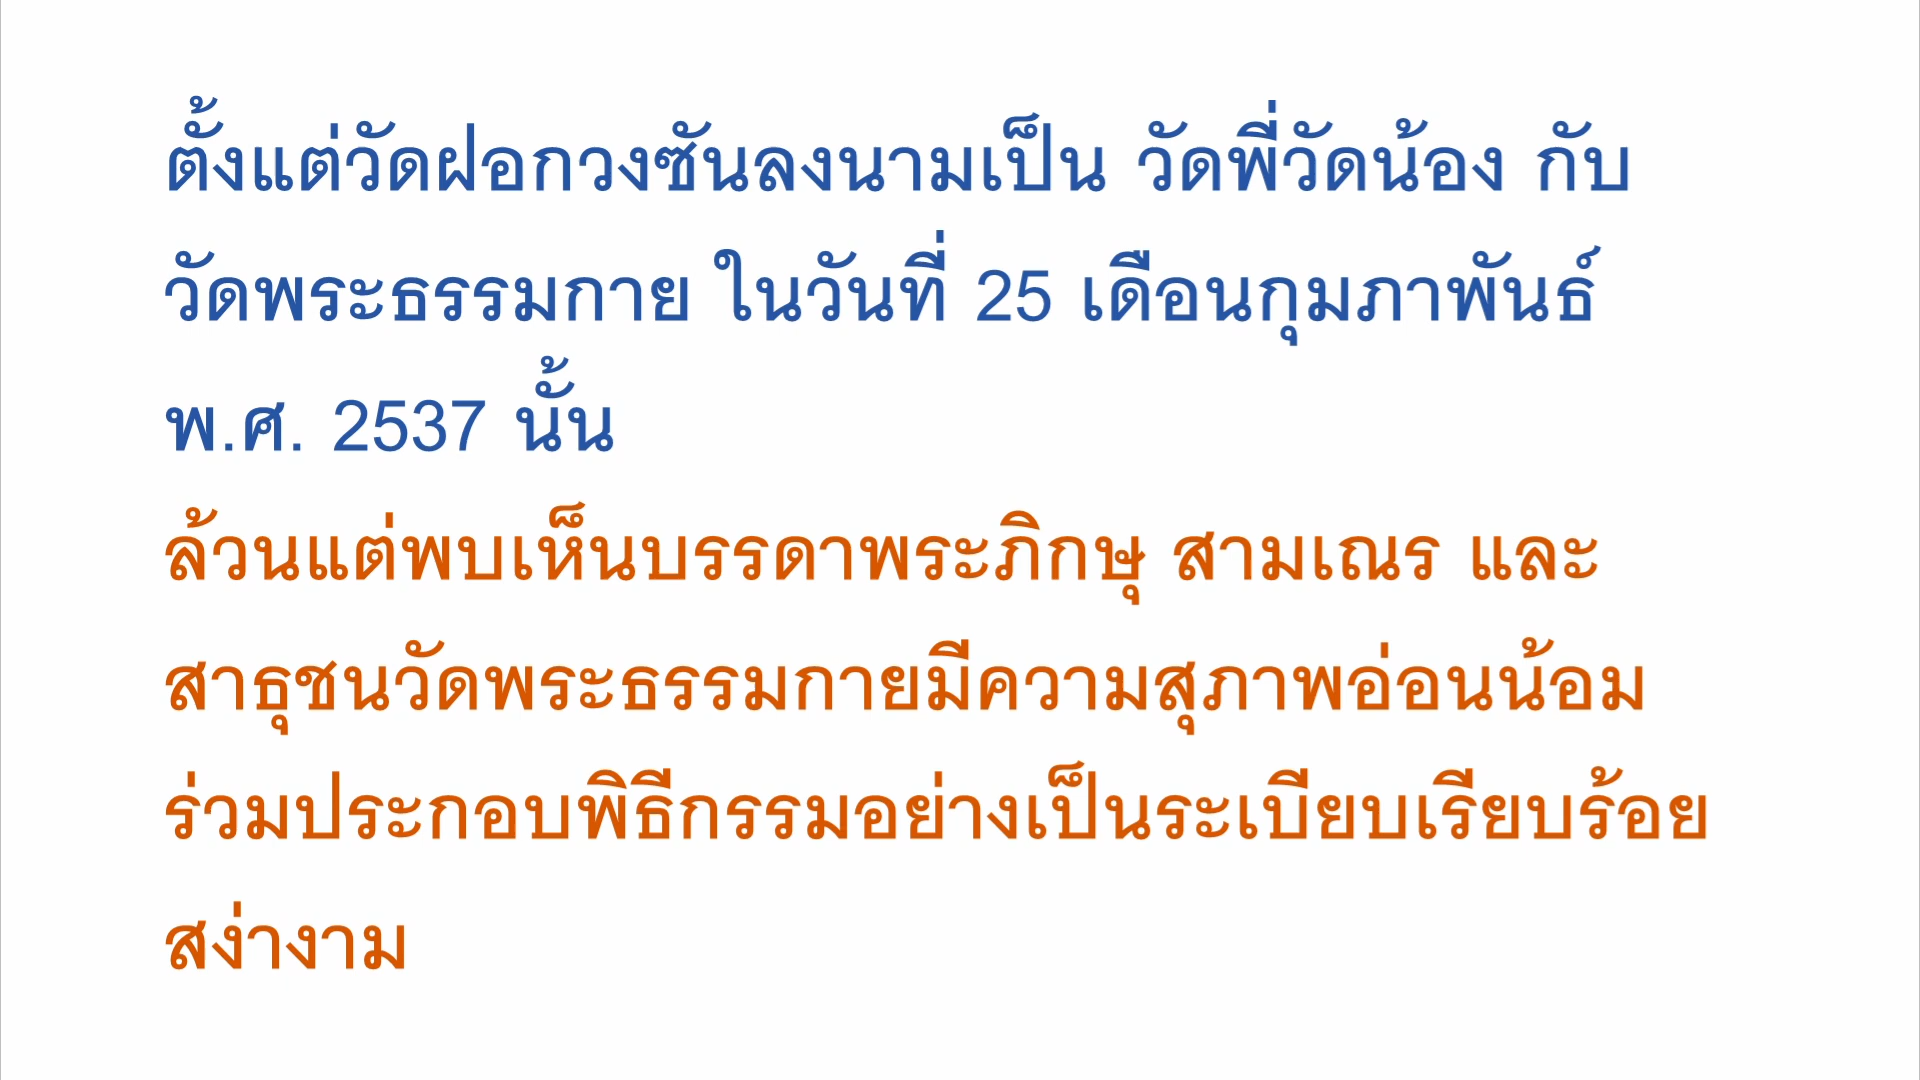 ตั้งแต่วัดฝอกวงซันลงนามเป็น วัดพี่วัดน้อง กับ
วัดพระธรรมกาย ในวันที่ 25 เดือนกุมภาพันธ์
พ.ศ. 2537 นั้น
ล้วนแต่พบเห็นบรรดาพระภิกษุ สามเณร และ
สาธุชนวัดพระธรรมกายมีความสุภาพอ่อนน้อม
ร่วมประกอบพิธีกรรมอย่างเป็นระเบียบเรียบร้อย
สง่างาม